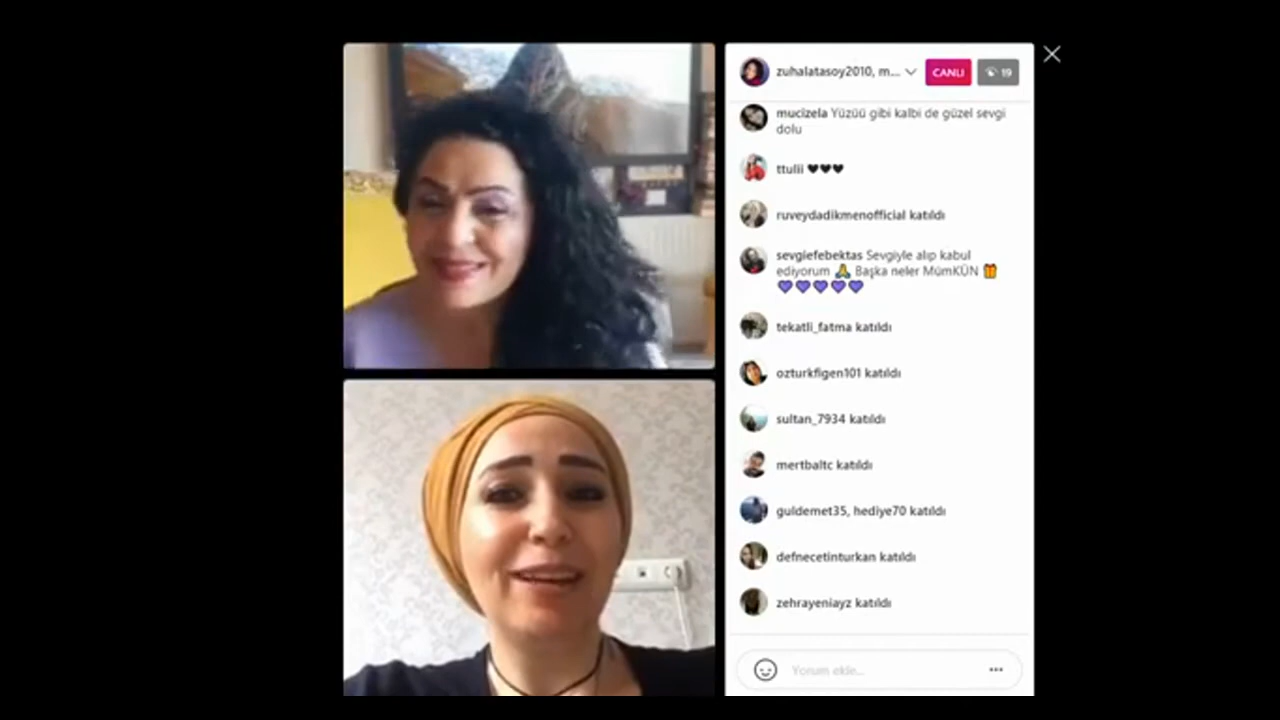 zuhalatasoy2010, m...
CANLI
19
mucizela Yüzüü gibi kalbi de güzel sevgi
dolu
ttulii 🖤🖤🖤
ruveydadikmenofficial katıldı
sevgiefebektas Sevgiyle alıp kabul
ediyorum 🙏 Başka neler MümKÜN 🎁
💜💜💜💜💜
tekatli_fatma katıldı
ozturkfigen101 katıldı
sultan_7934 katıldı
mertbaltc katıldı
guldemet35, hediye70 katıldı
defnecetinturkan katıldı
zehrayeniayz katıldı
Yorum ekle...